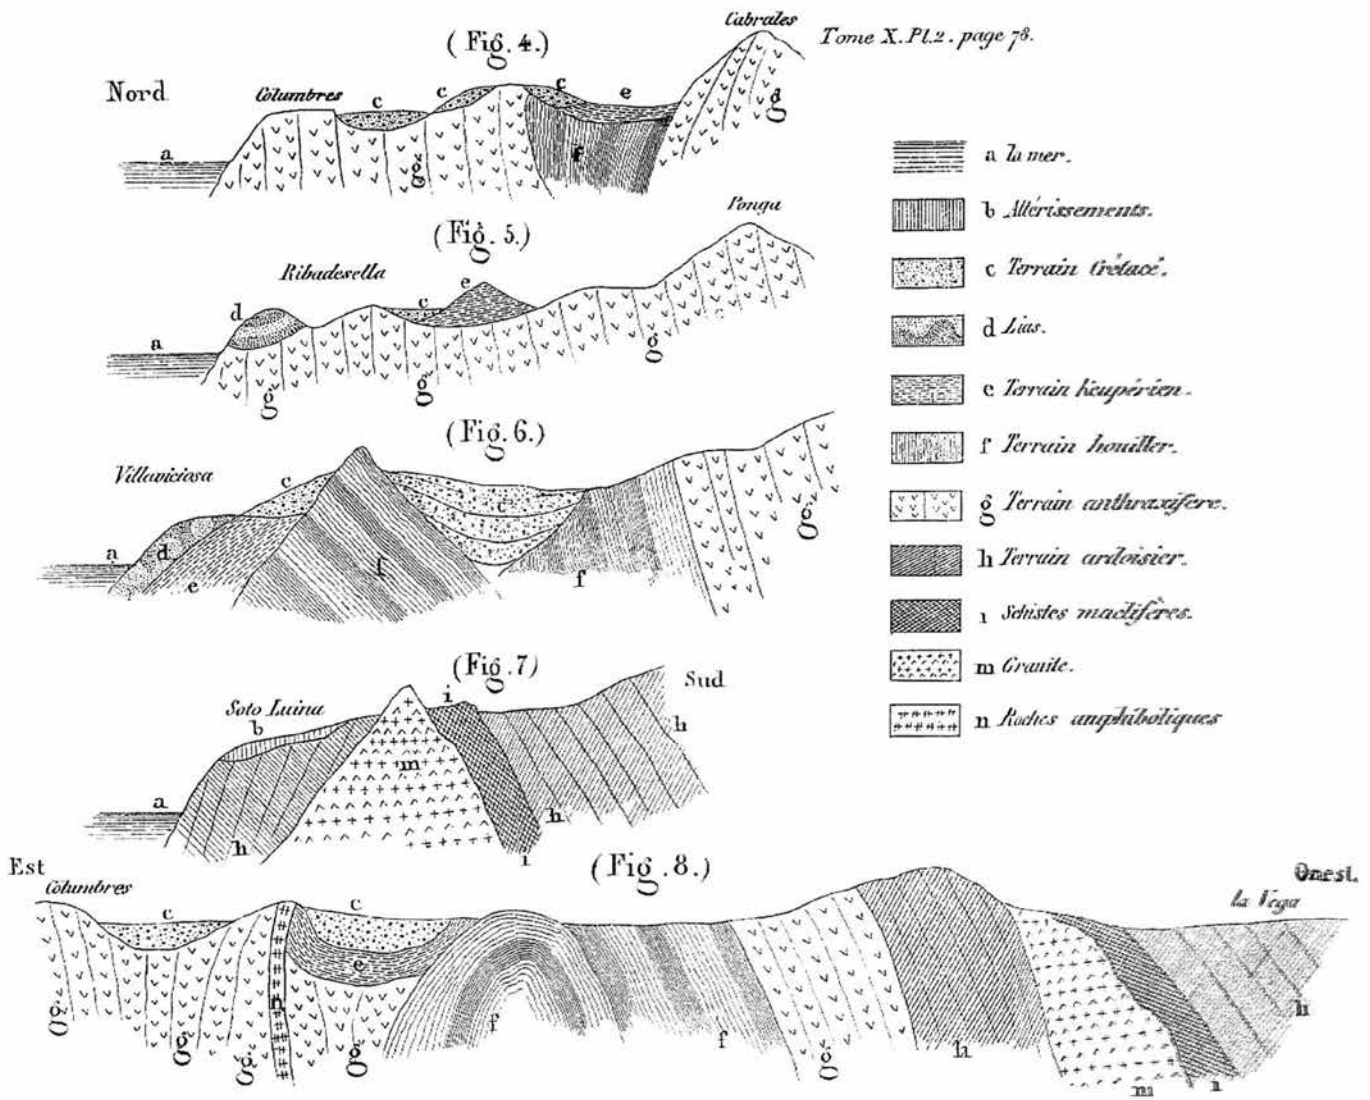 Cabrales
Tome X. Pl. 2. page 78.
(Fig. 4.)
Nord
Columbres
c
c
c
e
g
a
f
g
Ponga
(Fig. 5.)
Ribadesella
e
d
c
a
g
g
g
(Fig. 6.)
Villaviciosa
c
c
g
a
d
e
f
f
(Fig. 7)
Sud
Soto Luina
i
b
h
m
a
h
h
i
(Fig. 8.)
Est
Ouest.
Columbres
la Vega
c
c
e
n
h
g
f
f
g
g
g
g
h
m
i
a la mer.
b Attérissements.
c Terrain Crétacé.
d Lias.
e Terrain keupérien.
f Terrain houiller.
g Terrain anthraxifère.
h Terrain ardoisier.
i Schistes maclifères.
m Granite.
n Roches amphibóliques